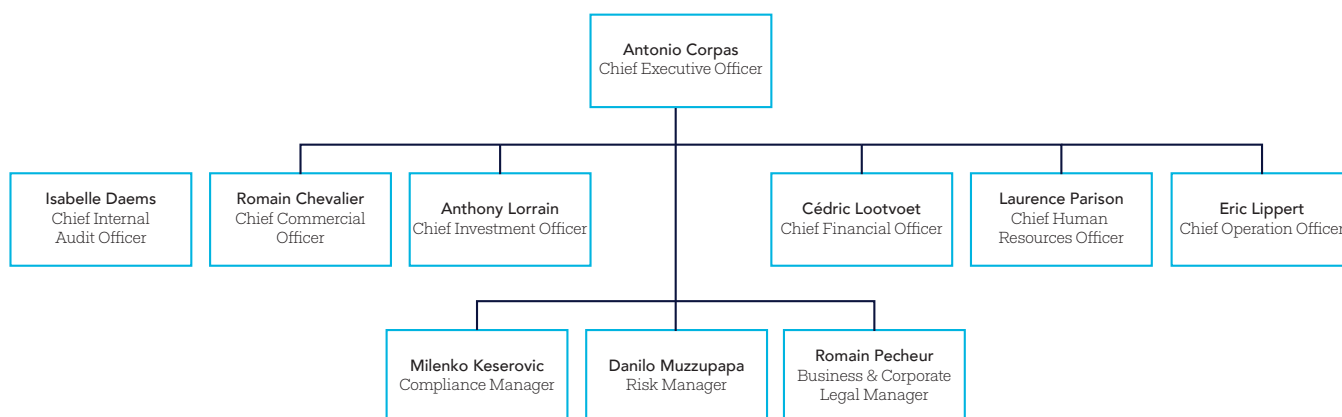 Antonio Corpas
Chief Executive Officer
Isabelle Daems
Chief Internal
Audit Officer
Romain Chevalier
Chief Commercial
Officer
Anthony Lorrain
Chief Investment Officer
Cédric Lootvoet
Chief Financial Officer
Laurence Parison
Chief Human
Resources Officer
Eric Lippert
Chief Operation Officer
Milenko Keserovic
Compliance Manager
Danilo Muzzupapa
Risk Manager
Romain Pecheur
Business & Corporate
Legal Manager